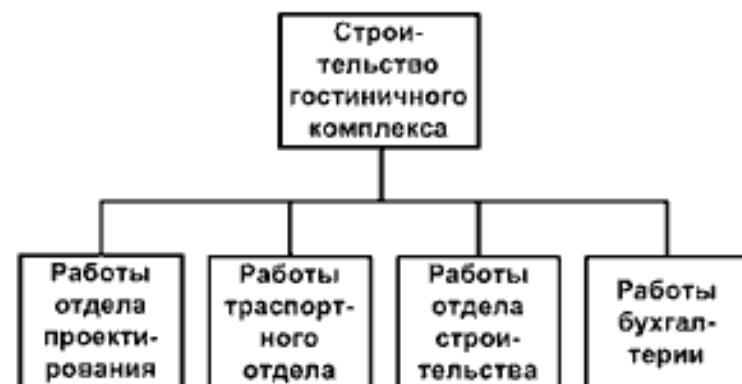 Строи-
тельство
гостиничного
комплекса
Работы
отдела
проекти-
рования
Работы
траспорт-
ного
отдела
Работы
отдела
строи-
тельства
Работы
бухгал-
терии